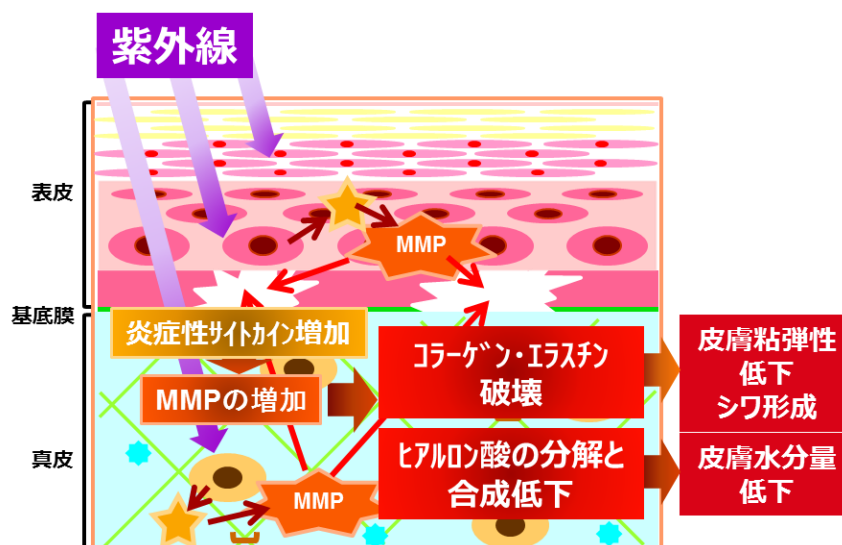 紫外線
表皮
MMP
基底膜
炎症性ｻｲﾄｶｲﾝ増加
MMPの増加
ｺﾗｰｹﾞﾝ・ｴﾗｽﾁﾝ
破壊
皮膚粘弾性
低下
シワ形成
真皮
MMP
ﾋｱﾙﾛﾝ酸の分解と
合成低下
皮膚水分量
低下